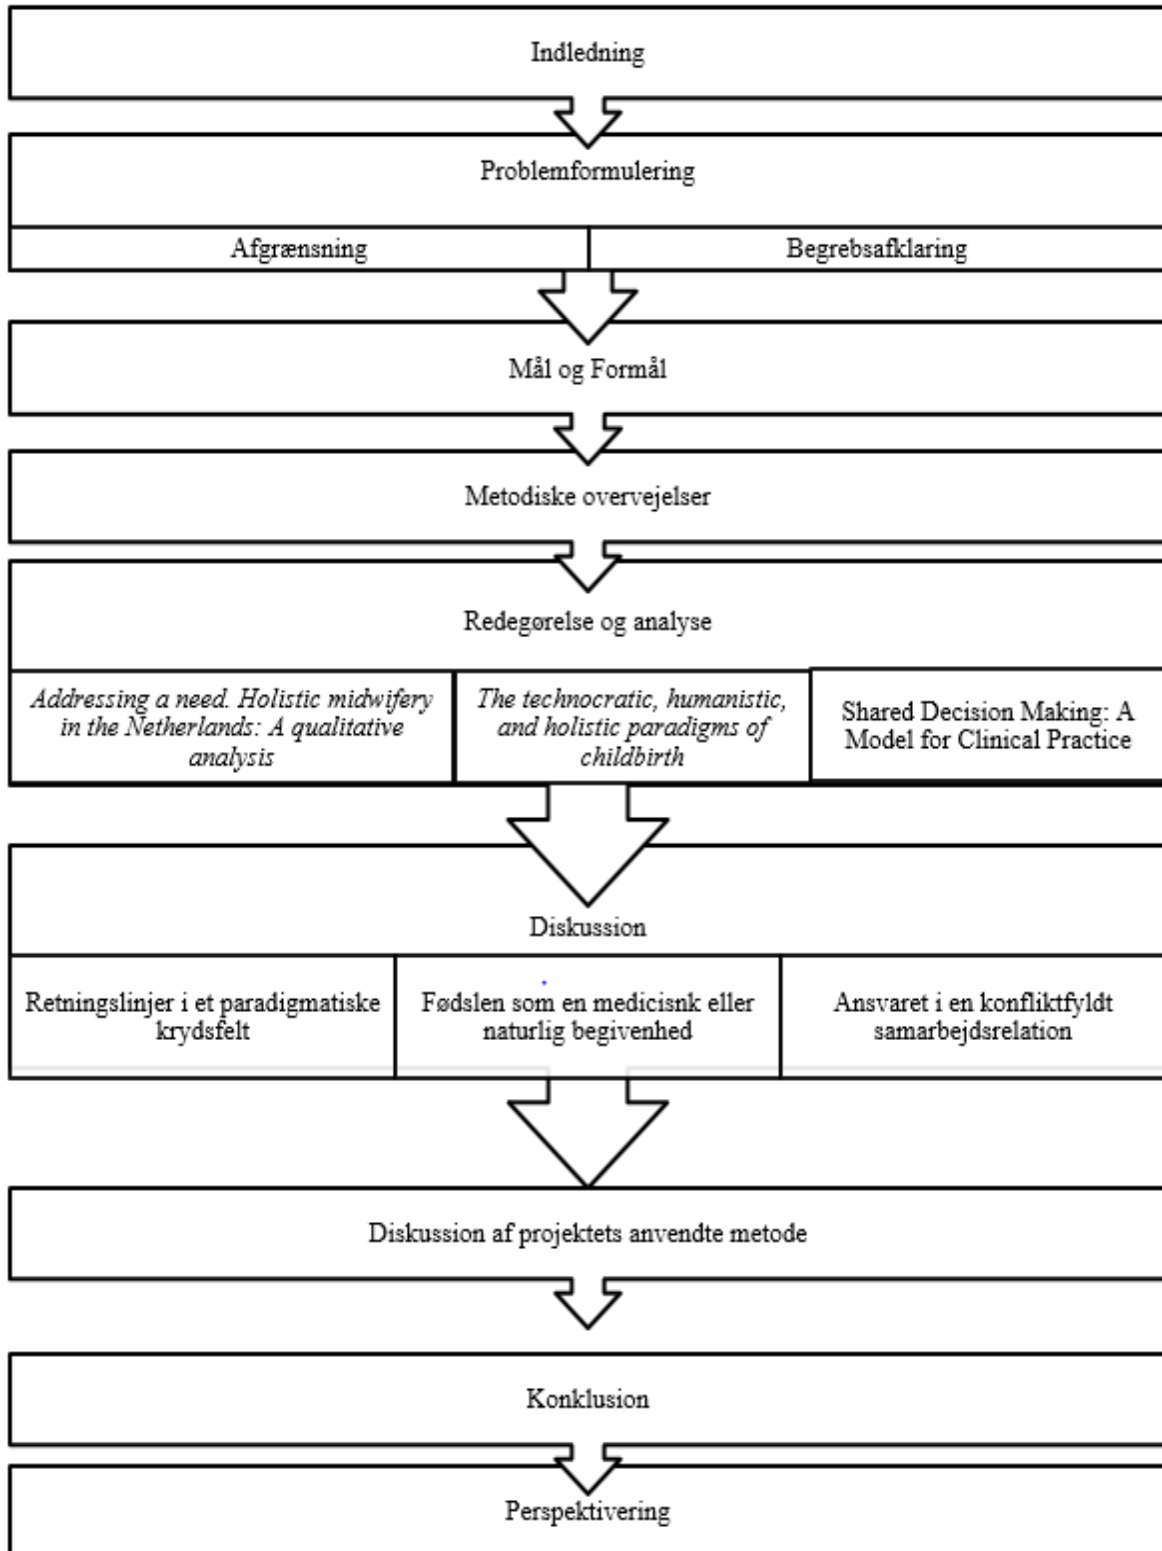 Indledning
Problemformulering
Afgrænsning
Begrebsafklaring
Mål og Formål
Metodiske overvejelser
Redegørelse og analyse
Addressing a need. Holistic midwifery
in the Netherlands: A qualitative
analysis
The technocratic, humanistic,
and holistic paradigms of
childbirth
Shared Decision Making: A
Model for Clinical Practice
Diskussion
Retningslinjer i et paradigmatiske
krydsfelt
Fødslen som en medicisnk eller
naturlig begivenhed
Ansvaret i en konfliktfyldt
samarbejdsrelation
Diskussion af projektets anvendte metode
Konklusion
Perspektivering